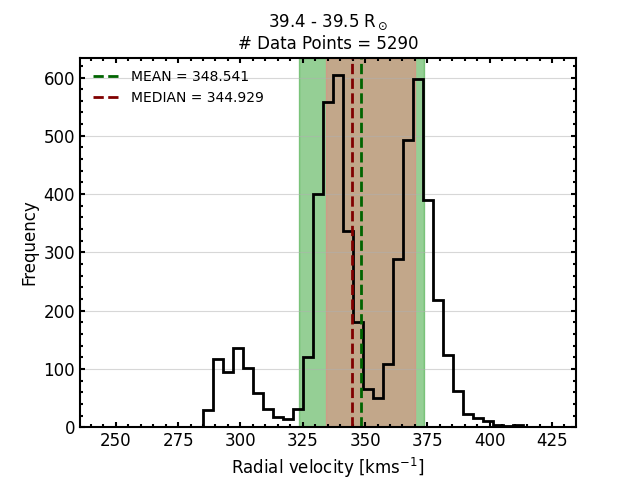 39.4 - 39.5 R⊙
# Data Points = 5290
MEAN = 348.541
MEDIAN = 344.929
Frequency
600
500
400
300
200
100
0
250 275 300 325 350 375 400 425
Radial velocity [kms⁻¹]